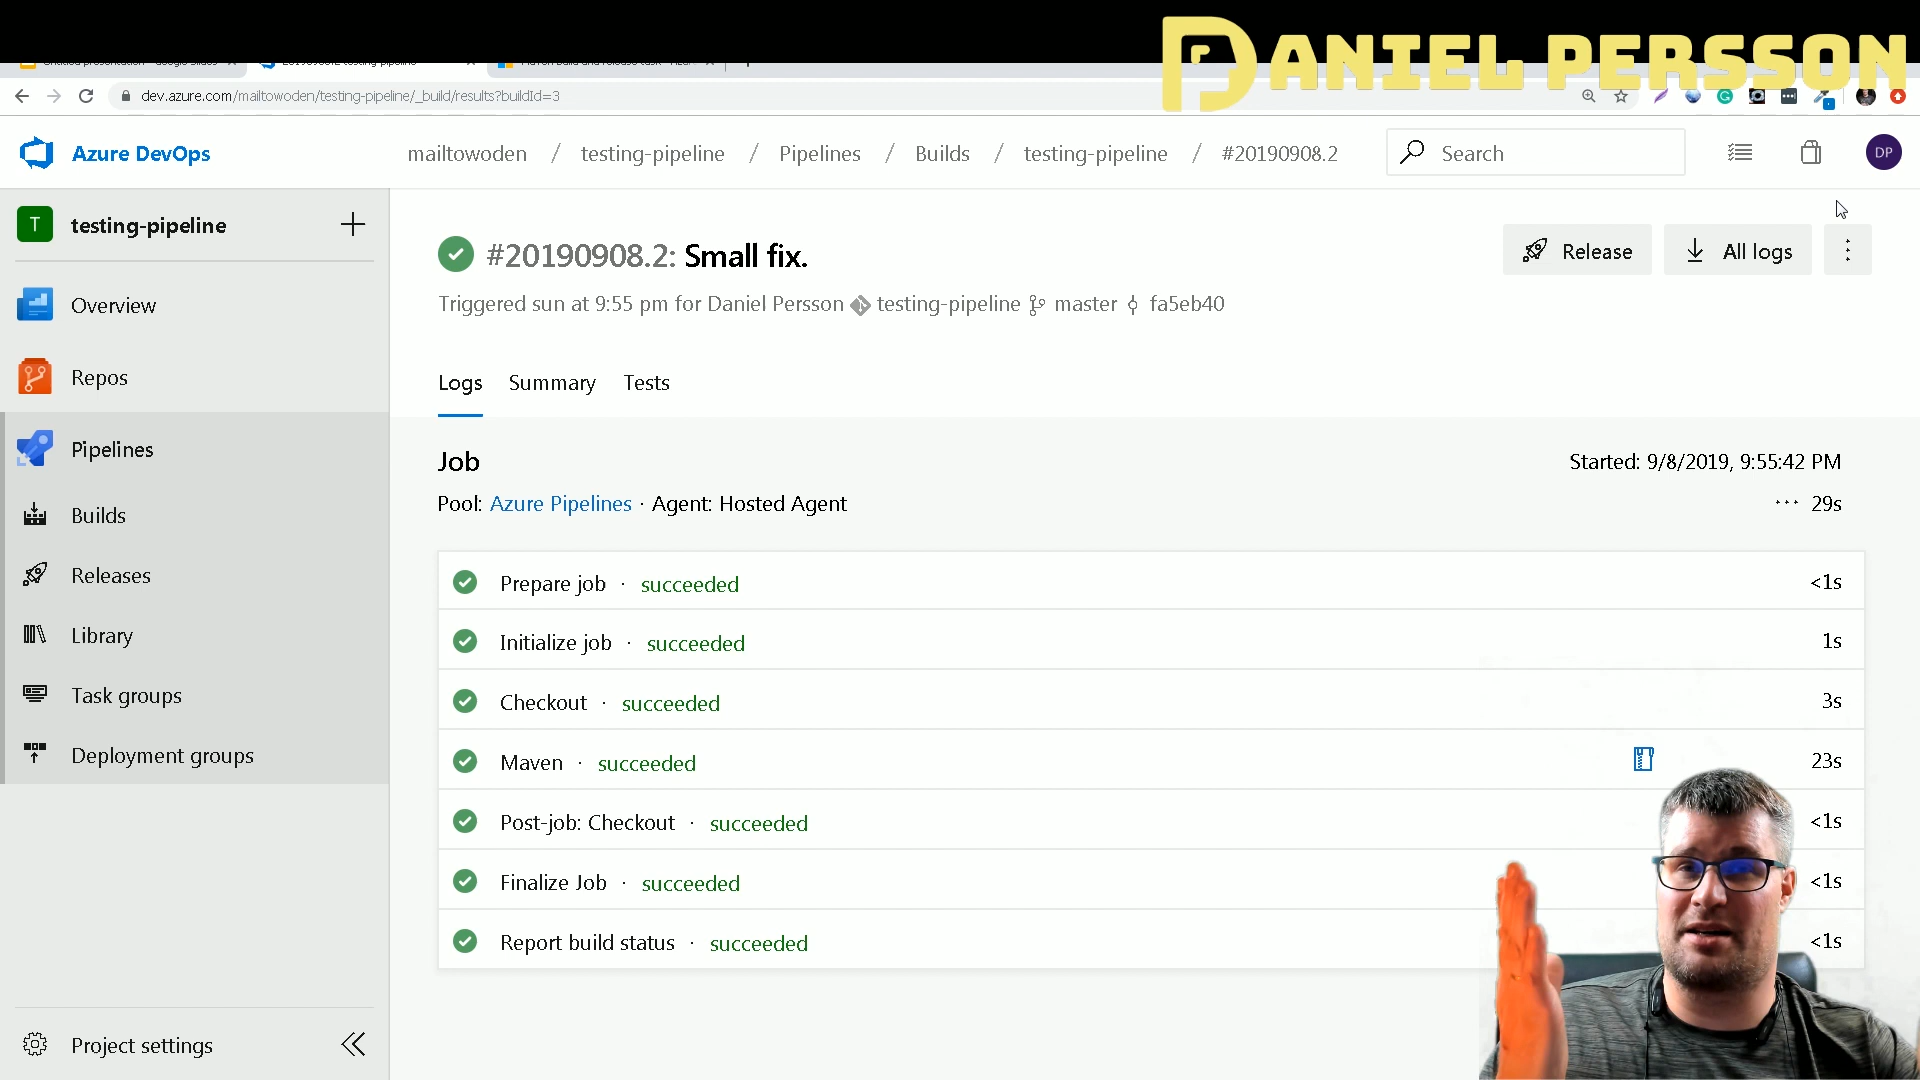 DANIEL PERSSON
dev.azure.com/mailtowoden/testing-pipeline/_build/results?buildId=3
Azure DevOps
mailtowoden / testing-pipeline / Pipelines / Builds / testing-pipeline / #20190908.2
Search
DP
T testing-pipeline
Overview
Repos
Pipelines
Builds
Releases
Library
Task groups
Deployment groups
Project settings
#20190908.2: Small fix.
Release
All logs
Triggered sun at 9:55 pm for Daniel Persson testing-pipeline master fa5eb40
Logs Summary Tests
Job
Started: 9/8/2019, 9:55:42 PM
Pool: Azure Pipelines · Agent: Hosted Agent
··· 29s
Prepare job · succeeded <1s
Initialize job · succeeded 1s
Checkout · succeeded 3s
Maven · succeeded 23s
Post-job: Checkout · succeeded <1s
Finalize Job · succeeded <1s
Report build status · succeeded <1s